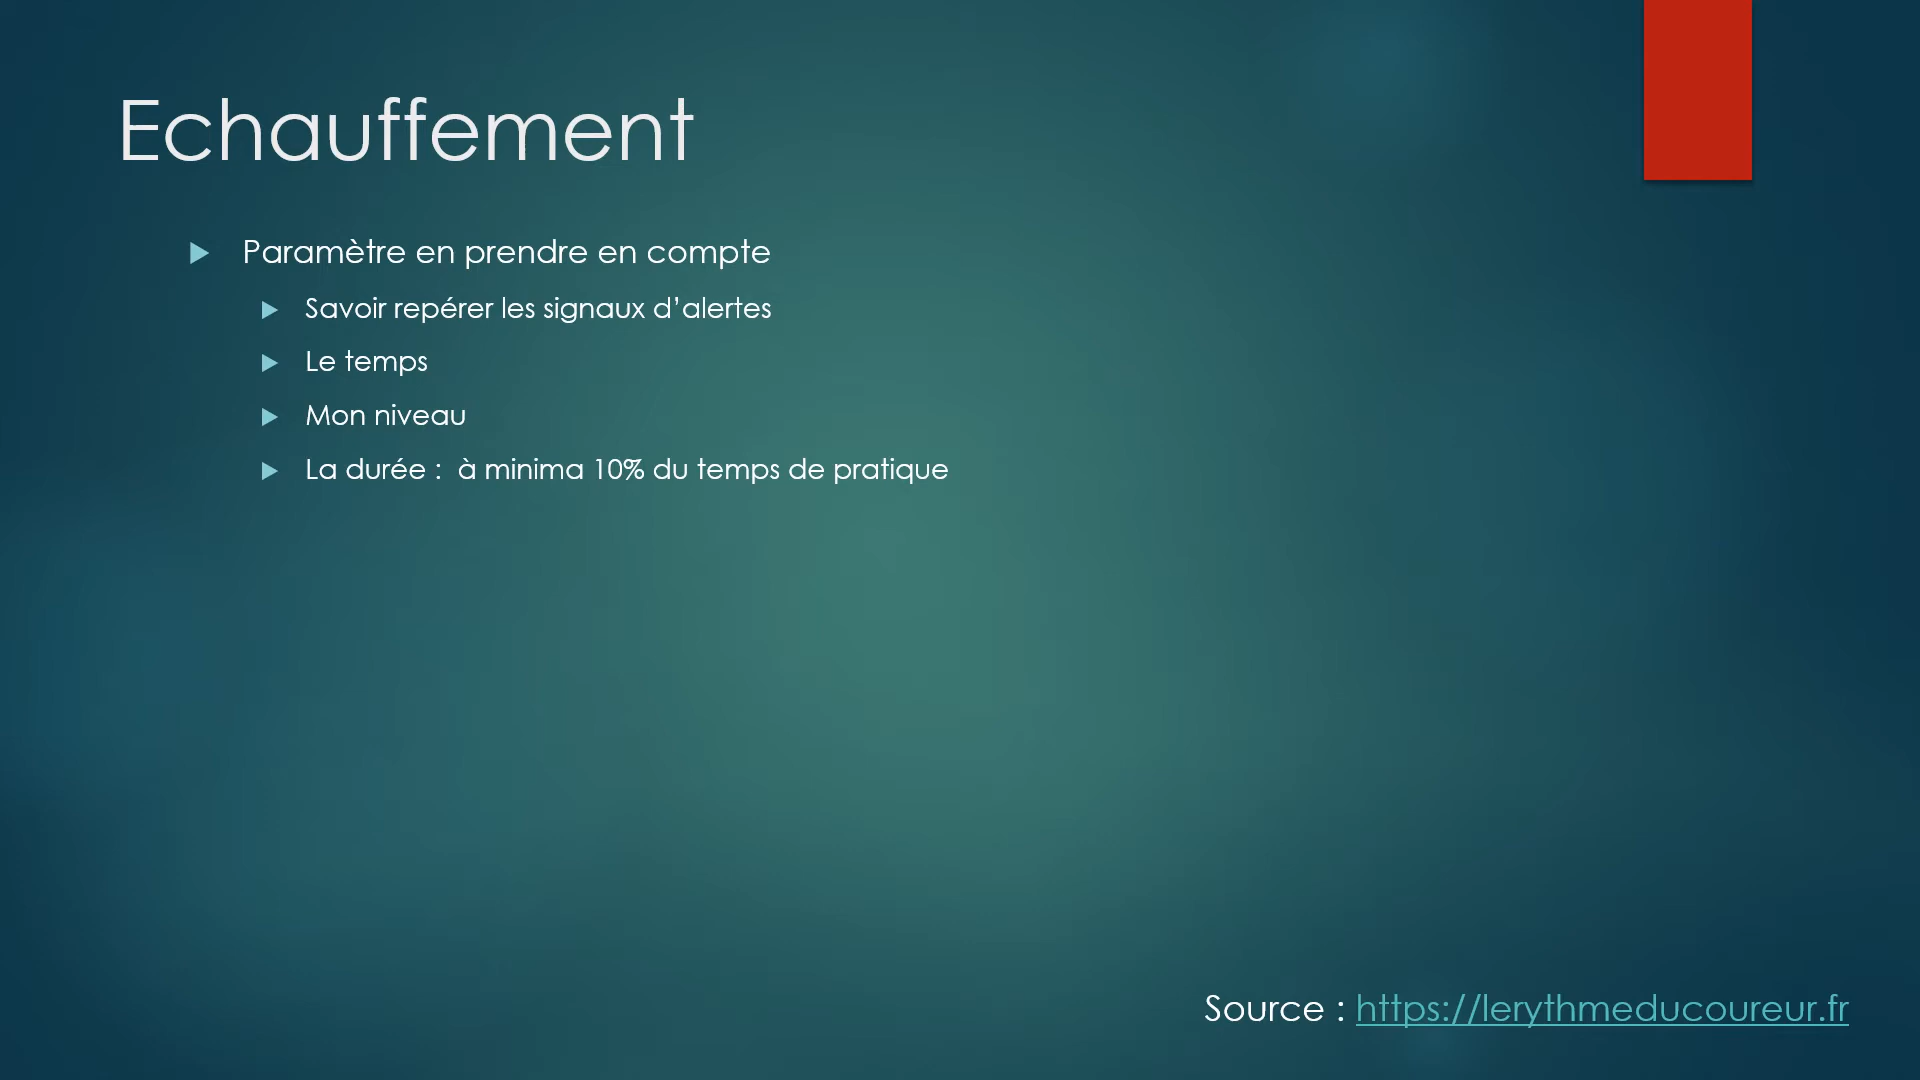 Echauffement
Paramètre en prendre en compte
Savoir repérer les signaux d’alertes
Le temps
Mon niveau
La durée :  à minima 10% du temps de pratique
Source : https://lerythmeducoureur.fr